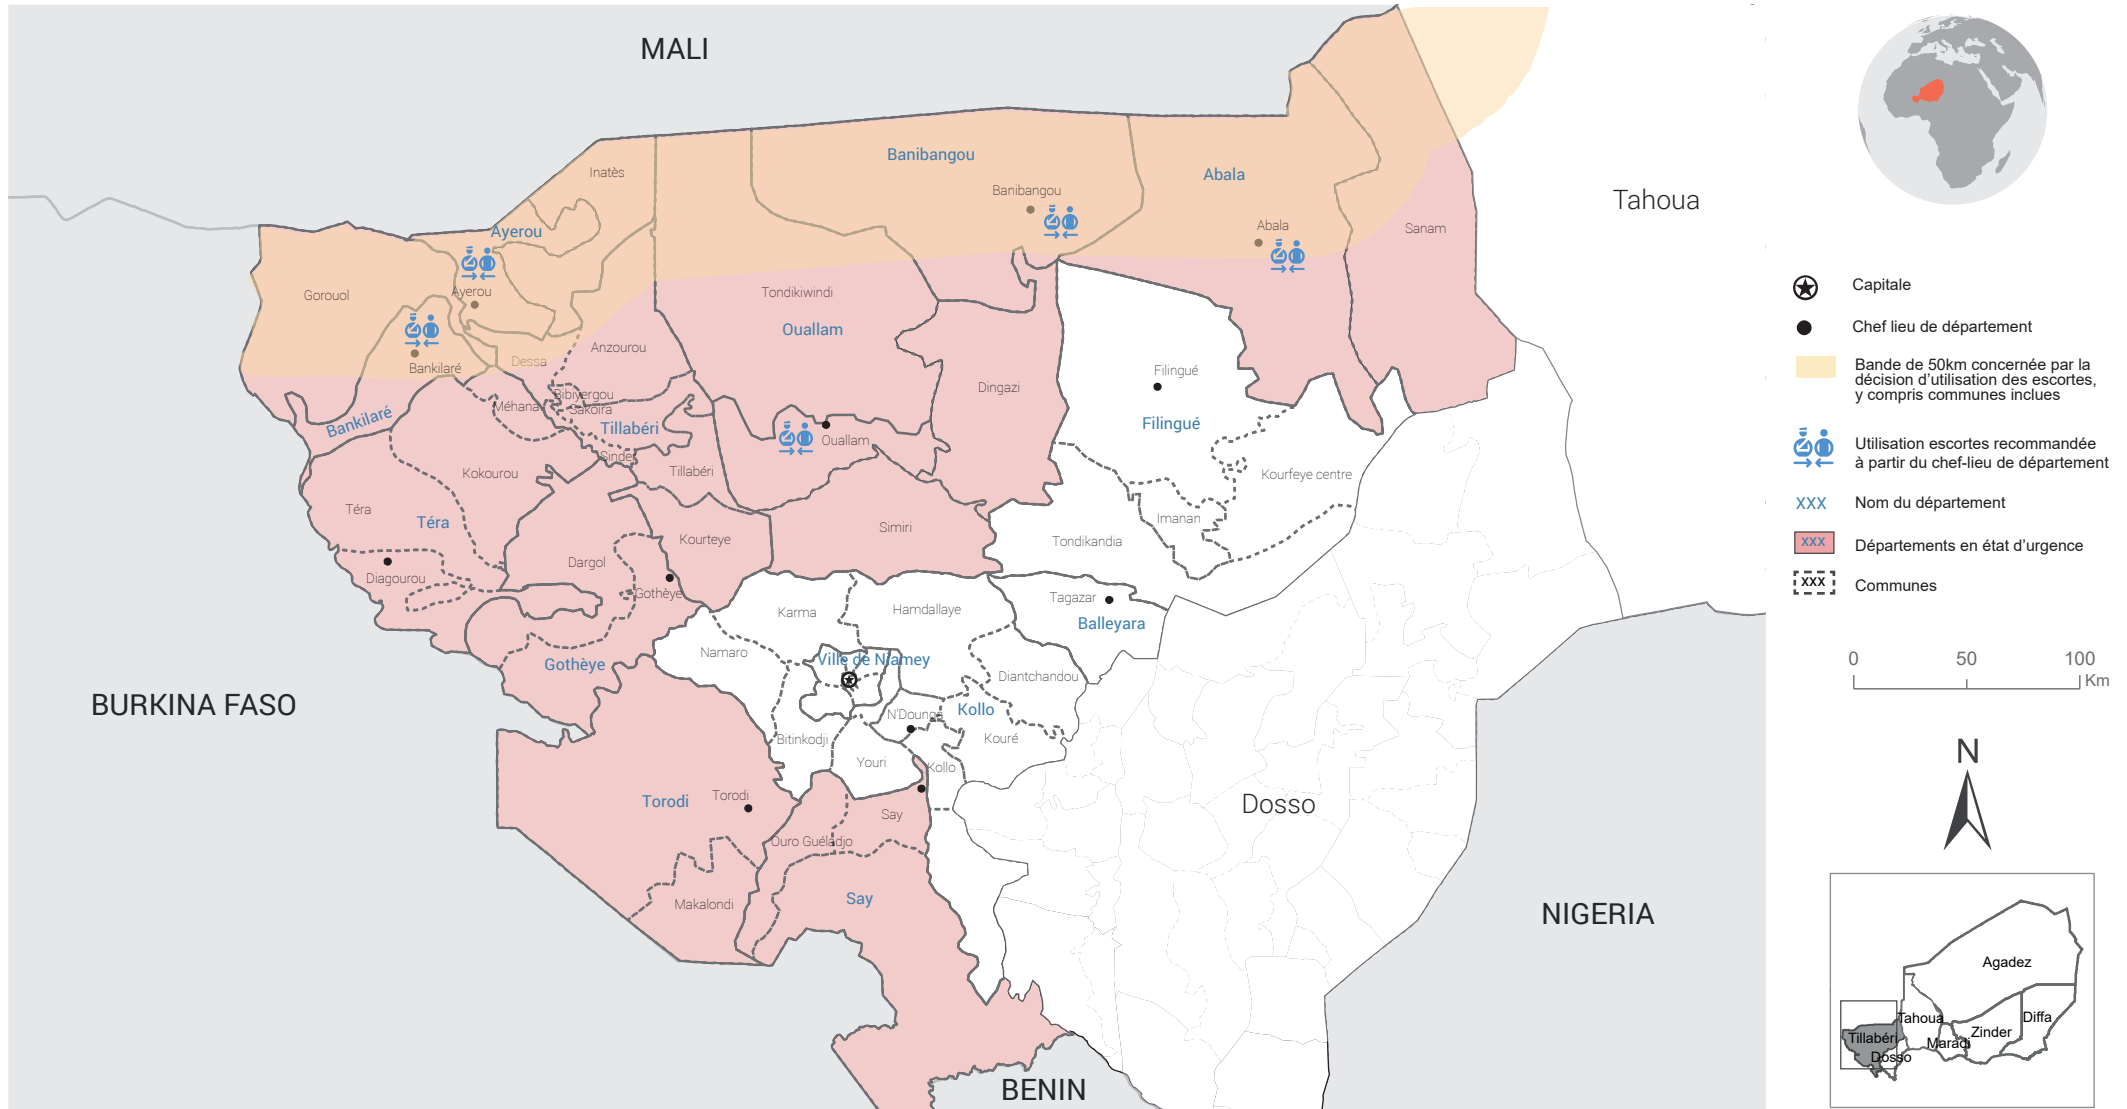 MALI
Tahoua
Inatès
Banibangou
Banibangou
Abala
Abala
Sanam
Ayerou
Ayerou
Gorouol
Bankilaré
Bankilaré
Dessa
Tondikiwindi
Ouallam
Ouallam
Anzourou
Bibiyergou
Sakoira
Méhana
Tillabéri
Sinder
Tillabéri
Dingazi
Filingué
Filingué
Kourfeye centre
Imanan
Tondikandia
Kokourou
Téra
Téra
Diagourou
Dargol
Kourteye
Simiri
Gothèye
Gothèye
Karma
Hamdallaye
Tagazar
Balleyara
Namaro
Ville de Niamey
Diantchandou
N'Dounga
Kollo
Kouré
Bitinkodji
Youri
Kollo
BURKINA FASO
Torodi
Torodi
Say
Ouro Guéladjo
Makalondi
Say
Dosso
NIGERIA
BENIN
Capitale
Chef lieu de département
Bande de 50km concernée par la
décision d'utilisation des escortes,
y compris communes inclues
Utilisation escortes recommandée
à partir du chef-lieu de département
XXX Nom du département
XXX Départements en état d'urgence
XXX Communes
0 50 100
Km
N
Agadez
Tahoua
Diffa
Zinder
Maradi
Tillabéri
Dosso